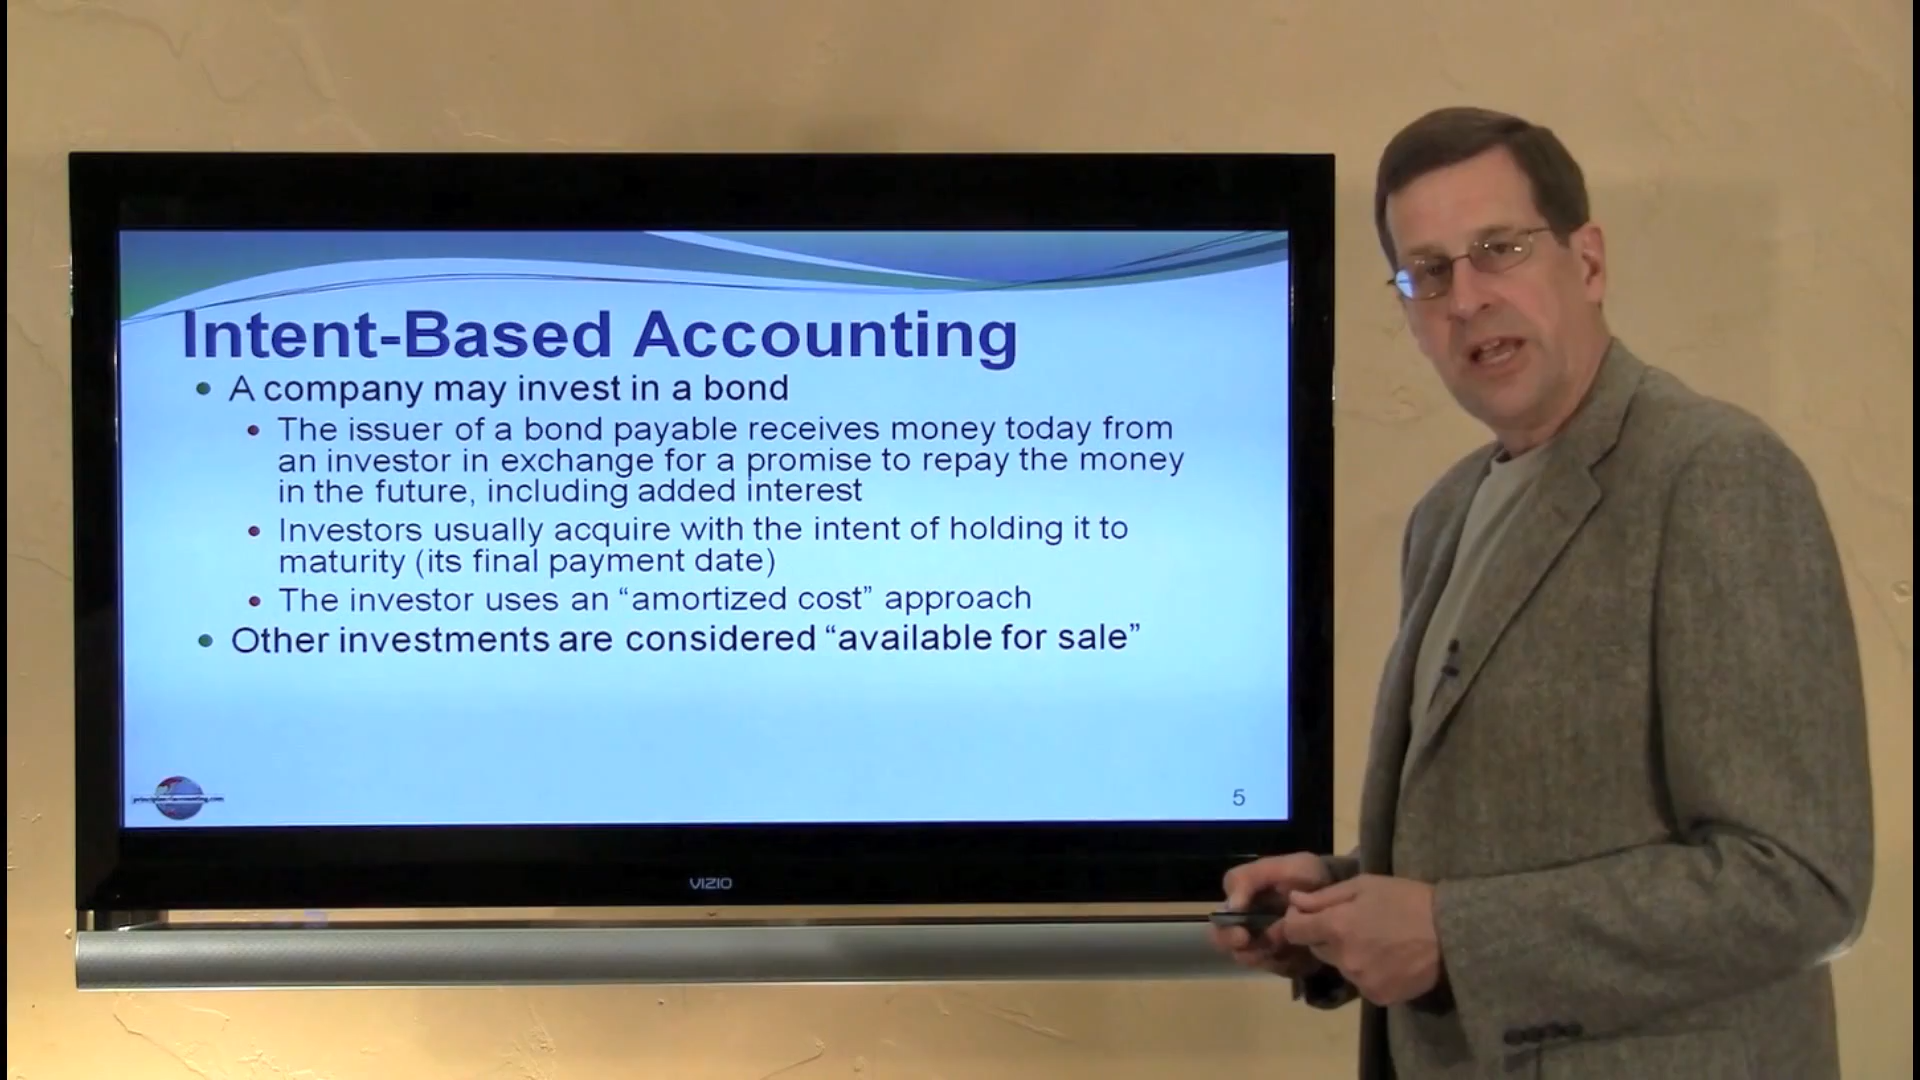 Intent-Based Accounting
• A company may invest in a bond
• The issuer of a bond payable receives money today from
an investor in exchange for a promise to repay the money
in the future, including added interest
• Investors usually acquire with the intent of holding it to
maturity (its final payment date)
• The investor uses an “amortized cost” approach
• Other investments are considered “available for sale”
principlesofaccounting.com
5
VIZIO